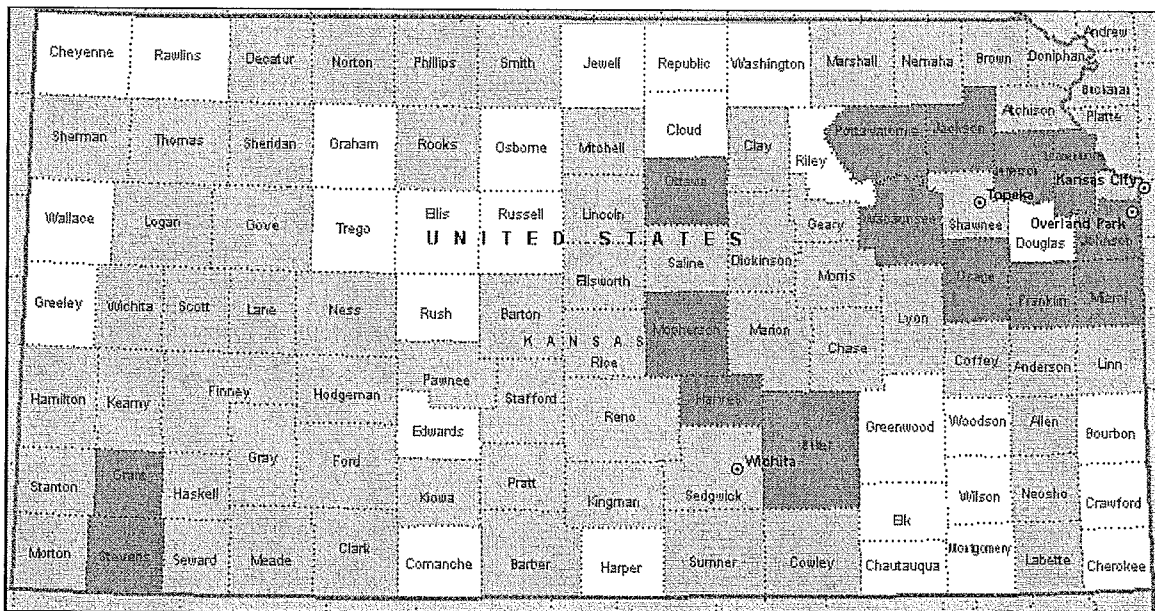 Andrew
Cheyenne
Rawlins
Decatur
Norton
Phillips
Smith
Jewell
Republic
Washington
Marshall
Nemaha
Brown
Doniphan
Buchanan
Sherman
Thomas
Sheridan
Graham
Rooks
Osborne
Mitchell
Cloud
Clay
Riley
Pottawatomie
Jackson
Atchison
Platte
Ottawa
Kansas City
Wallace
Logan
Gove
Trego
Ellis
Russell
Lincoln
Geary
Wabaunsee
Topeka
Shawnee
Overland Park
Douglas
Johnson
UNITED STATES
Saline
Dickinson
Morris
Ellsworth
Greeley
Wichita
Scott
Lane
Ness
Rush
Barton
Mcpherson
Marion
Lyon
Osage
Franklin
Miami
KANSAS
Chase
Rice
Coffey
Anderson
Linn
Hamilton
Kearny
Finney
Hodgeman
Pawnee
Stafford
Reno
Harvey
Edwards
Butler
Greenwood
Woodson
Allen
Bourbon
Stanton
Grant
Haskell
Gray
Ford
Kiowa
Pratt
Kingman
Sedgwick
Wichita
Elk
Wilson
Neosho
Crawford
Morton
Stevens
Seward
Meade
Clark
Comanche
Barber
Harper
Sumner
Cowley
Chautauqua
Montgomery
Labette
Cherokee